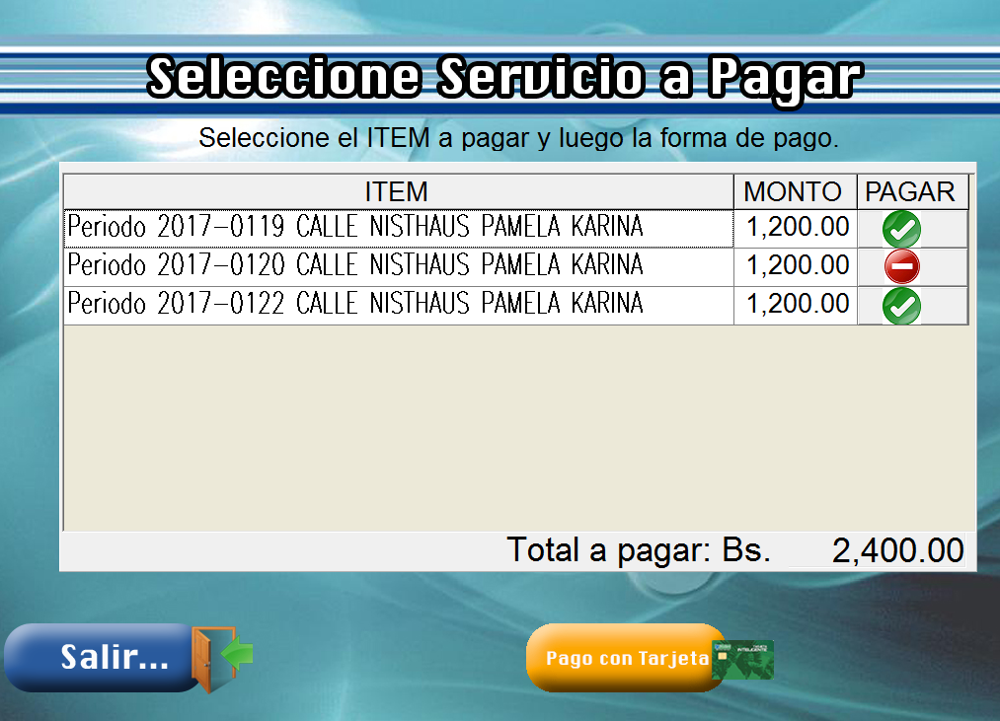 Seleccione Servicio a Pagar
Seleccione el ITEM a pagar y luego la forma de pago.
ITEM MONTO PAGAR
Periodo 2017-0119 CALLE NISTHAUS PAMELA KARINA 1,200.00
Periodo 2017-0120 CALLE NISTHAUS PAMELA KARINA 1,200.00
Periodo 2017-0122 CALLE NISTHAUS PAMELA KARINA 1,200.00
Total a pagar: Bs. 2,400.00
Salir...
Pago con Tarjeta
TARJETA
INTELIGENTE